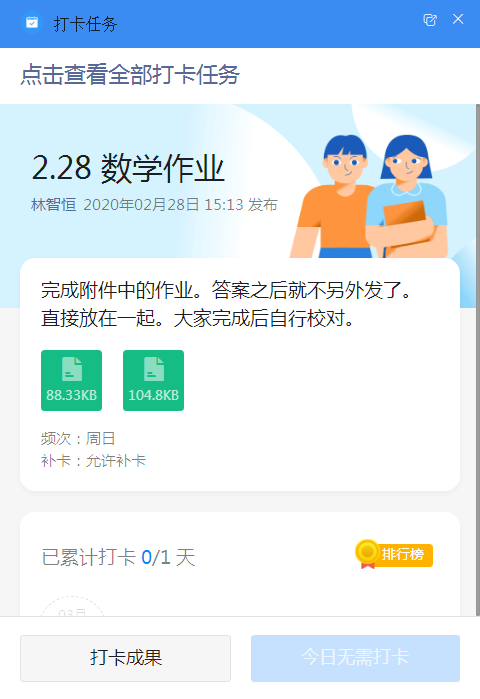 打卡任务
点击查看全部打卡任务
2.28 数学作业
林智恒 2020年02月28日 15:13 发布
完成附件中的作业。答案之后就不另外发了。
直接放在一起。大家完成后自行校对。
88.33KB 104.8KB
频次：周日
补卡：允许补卡
已累计打卡 0/1 天 排行榜
03月
打卡成果 今日无需打卡